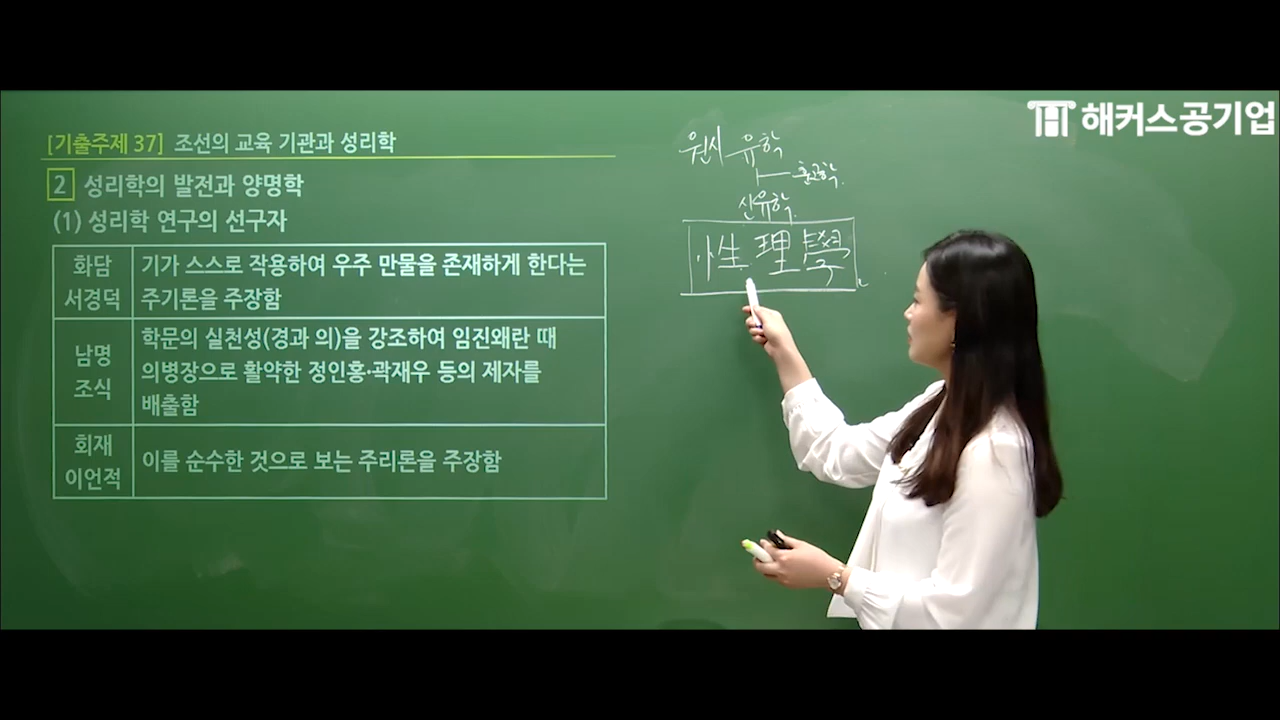 해커스공기업
[기출주제 37] 조선의 교육 기관과 성리학
2 성리학의 발전과 양명학
(1) 성리학 연구의 선구자
화담
서경덕
기가 스스로 작용하여 우주 만물을 존재하게 한다는
주기론을 주장함
남명
조식
학문의 실천성(경과 의)을 강조하여 임진왜란 때
의병장으로 활약한 정인홍·곽재우 등의 제자를
배출함
회재
이언적
이를 순수한 것으로 보는 주리론을 주장함
원시 유학
훈고학
신유학
性理學